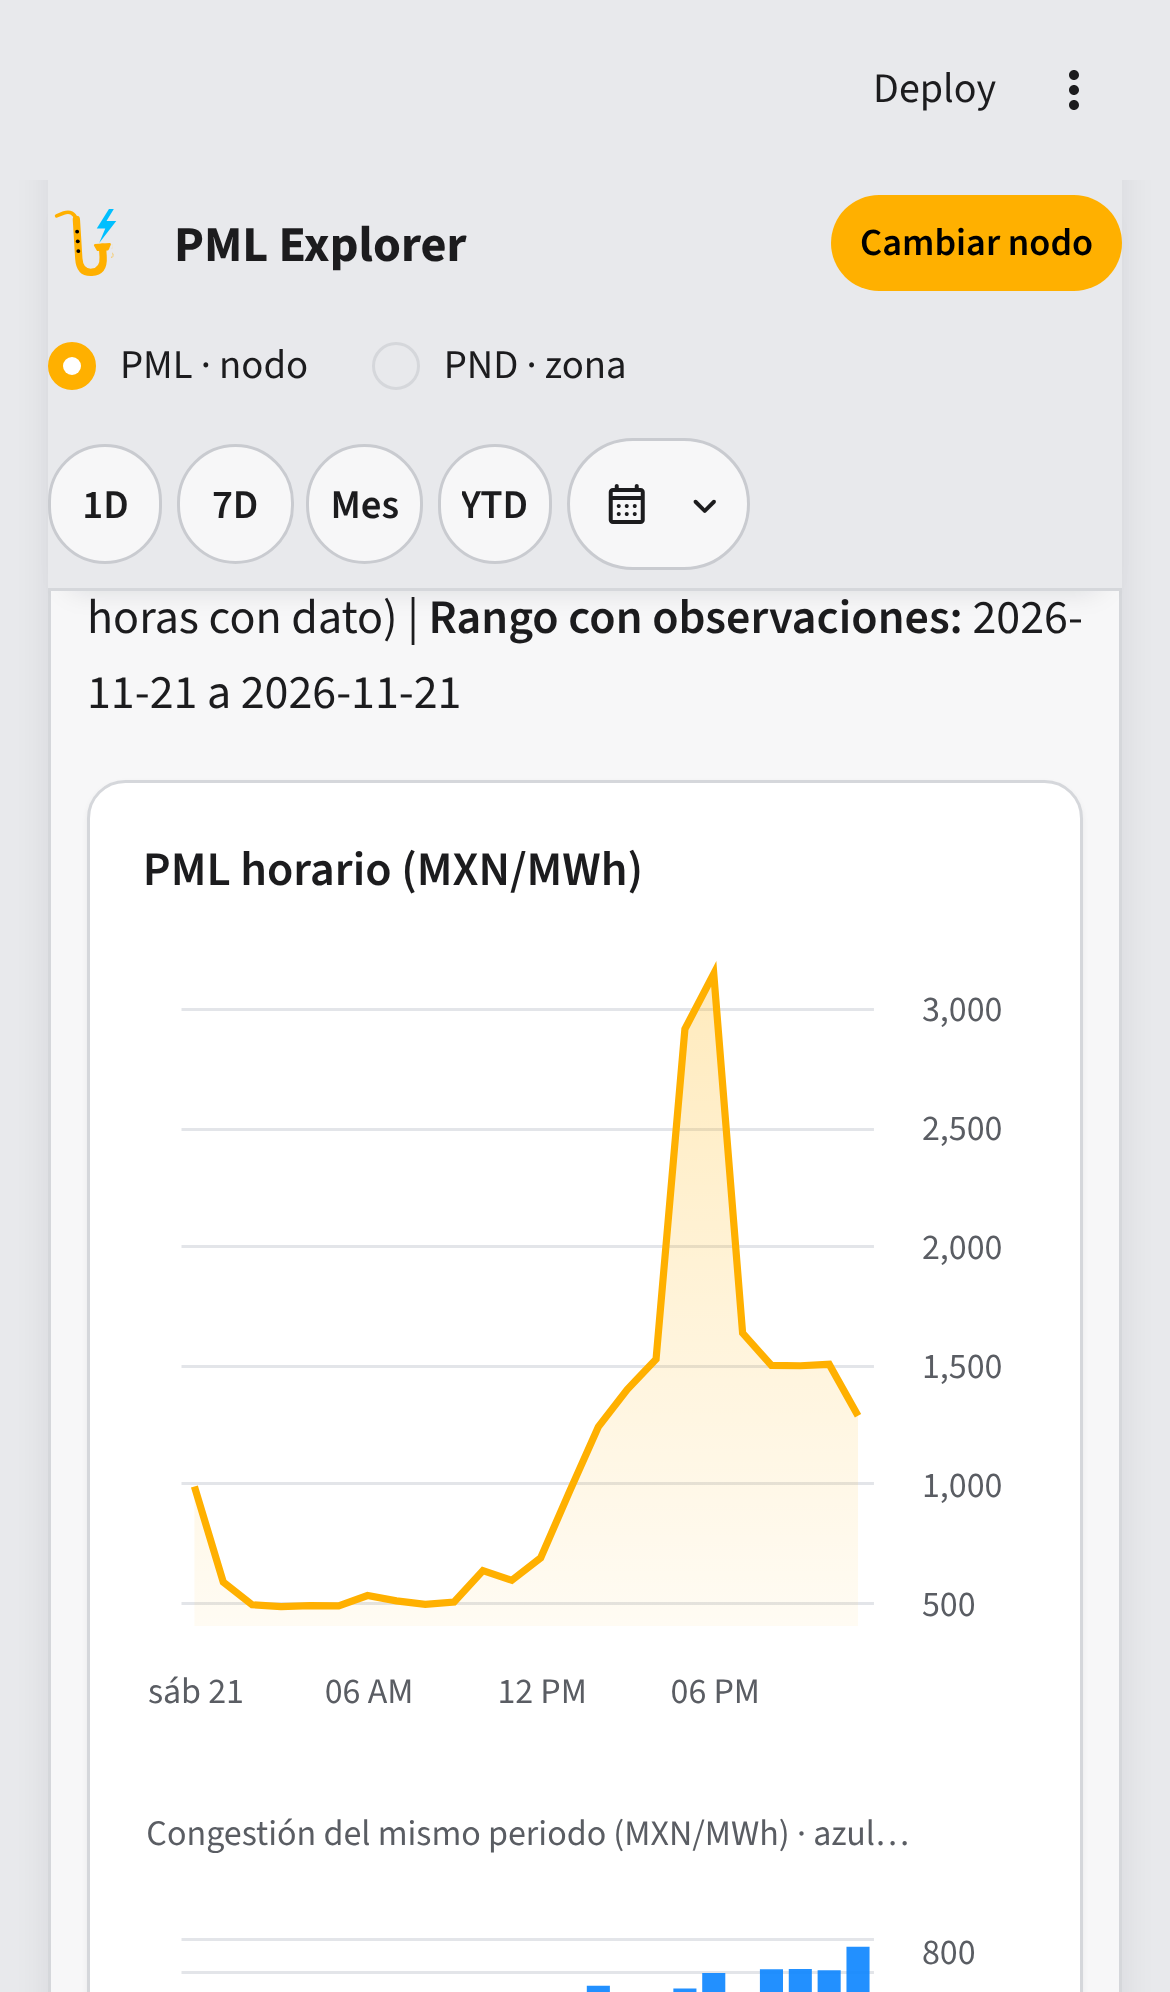 Deploy
PML Explorer
Cambiar nodo
PML · nodo
PND · zona
1D
7D
Mes
YTD
horas con dato) | Rango con observaciones: 2026-
11-21 a 2026-11-21
PML horario (MXN/MWh)
3,000
2,500
2,000
1,500
1,000
500
sáb 21
06 AM
12 PM
06 PM
Congestión del mismo periodo (MXN/MWh) · azul…
800